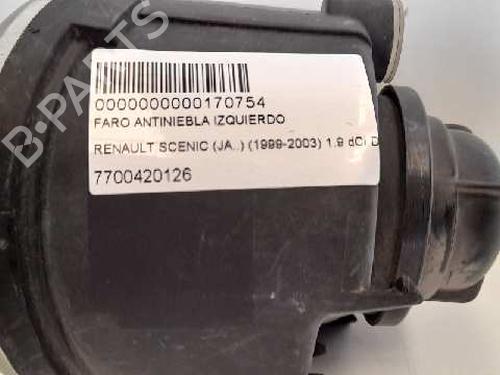 0000000000170754
FARO ANTINIEBLA IZQUIERDO
RENAULT SCENIC (JA..) (1999-2003) 1.9 dCi D
7700420126
B-PARTS